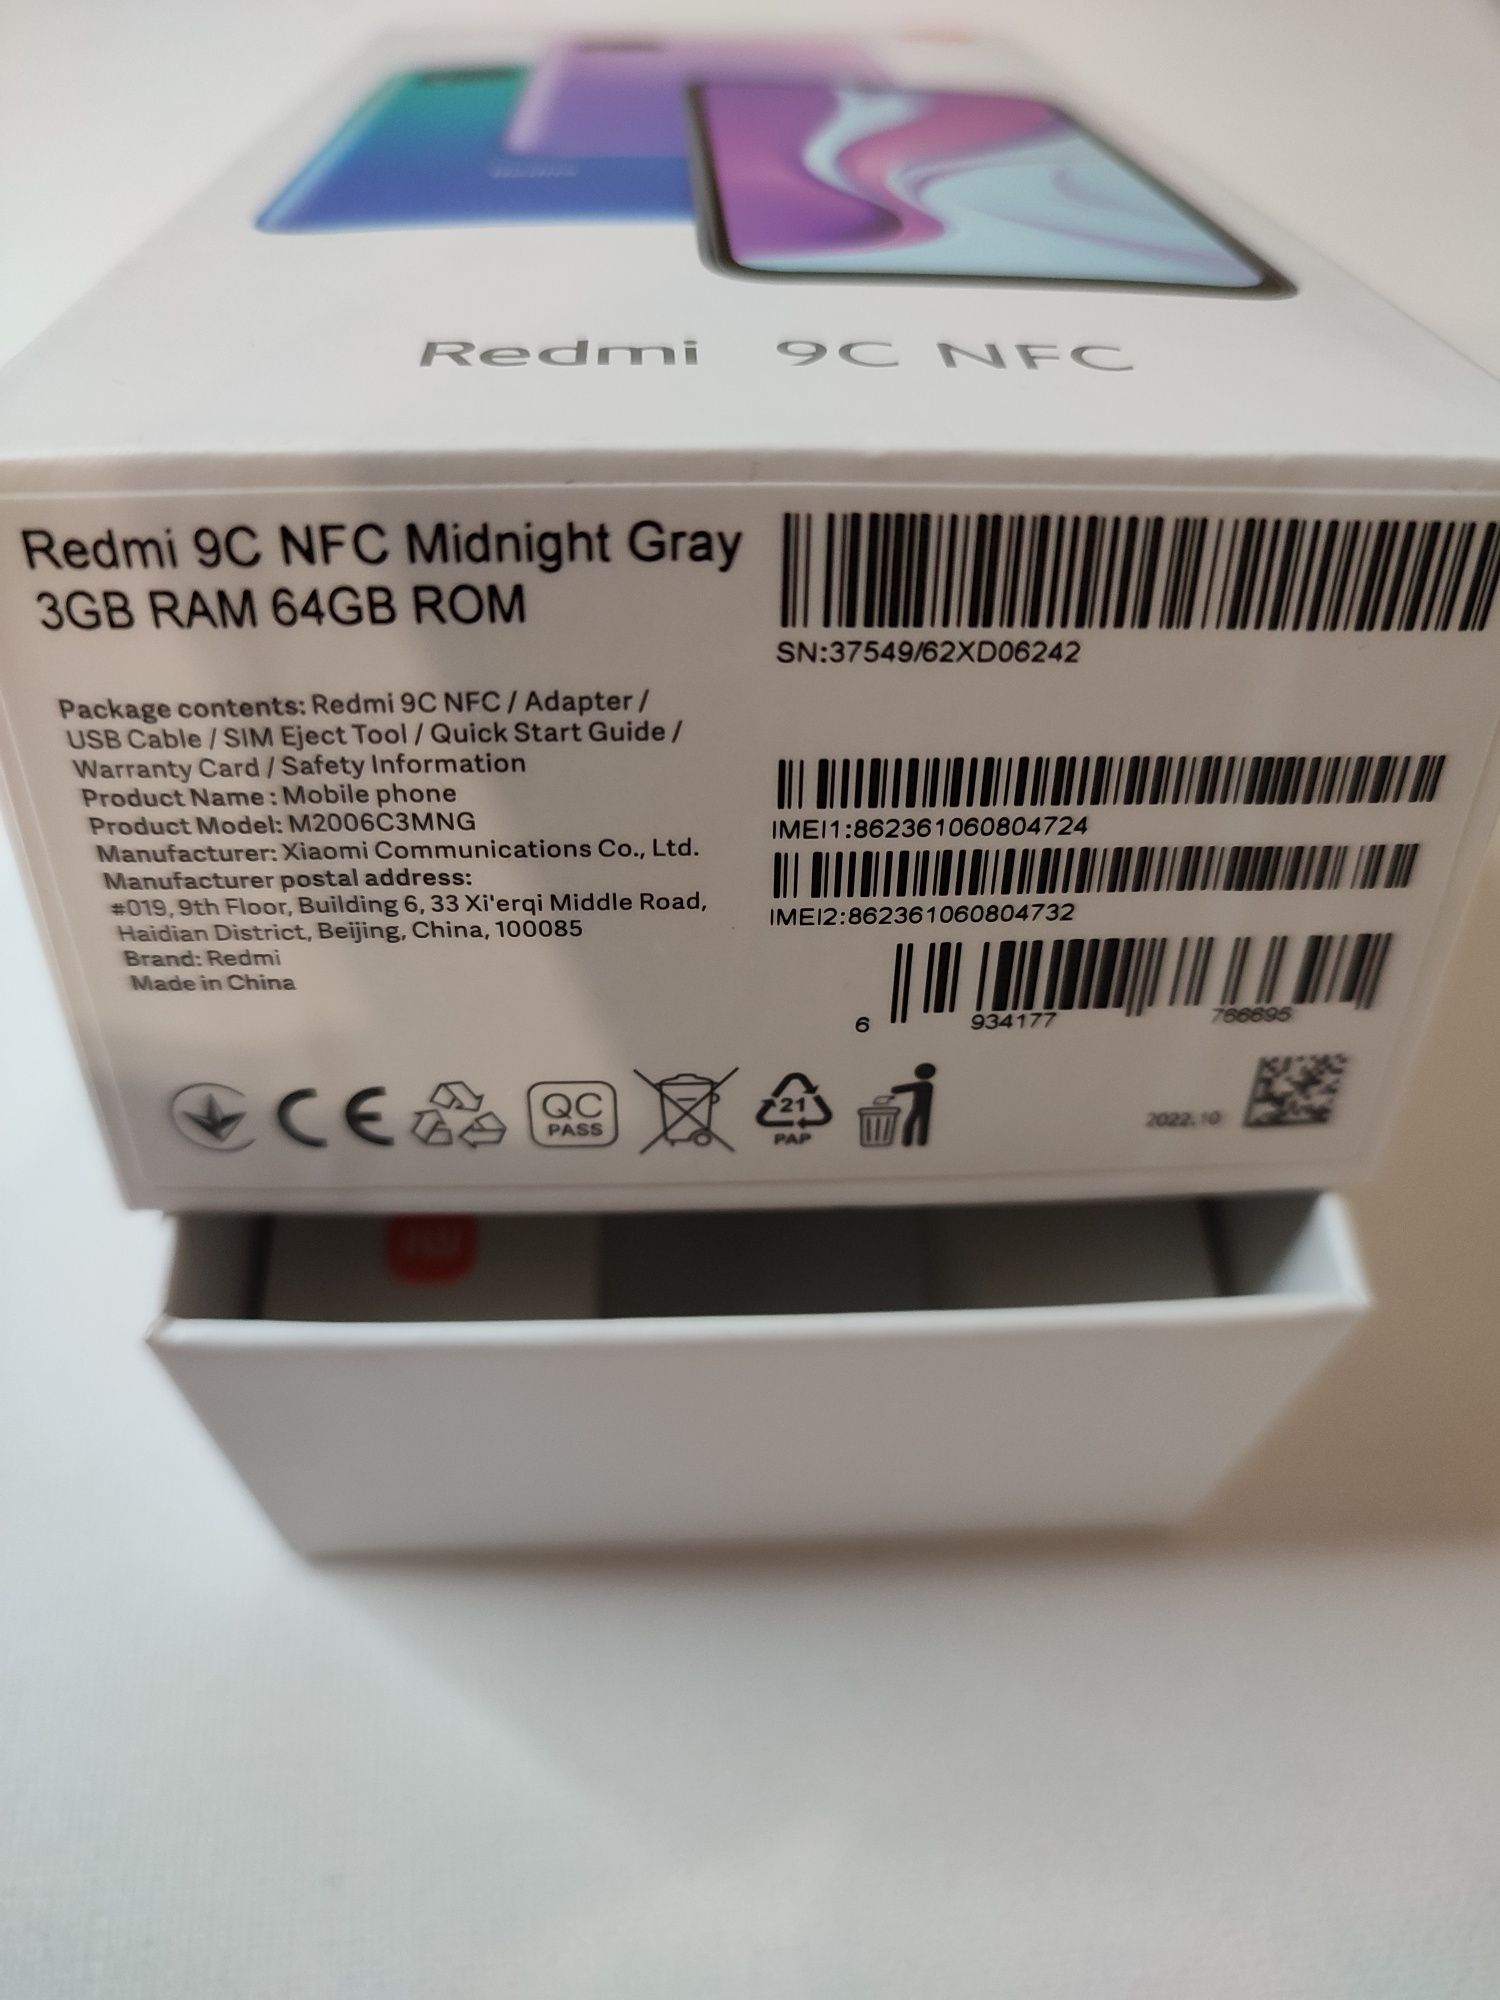 Redmi 9C NFC
Redmi 9C NFC Midnight Gray
3GB RAM 64GB ROM
Package contents: Redmi 9C NFC / Adapter /
USB Cable / SIM Eject Tool / Quick Start Guide /
Warranty Card / Safety Information
Product Name : Mobile phone
Product Model: M2006C3MNG
Manufacturer: Xiaomi Communications Co., Ltd.
Manufacturer postal address:
#019, 9th Floor, Building 6, 33 Xi'erqi Middle Road,
Haidian District, Beijing, China, 100085
Brand: Redmi
Made in China
SN:37549/62XD06242
IMEI1:862361060804724
IMEI2:862361060804732
6 934177 766695
CE
QC
PASS
21
PAP
2022.10